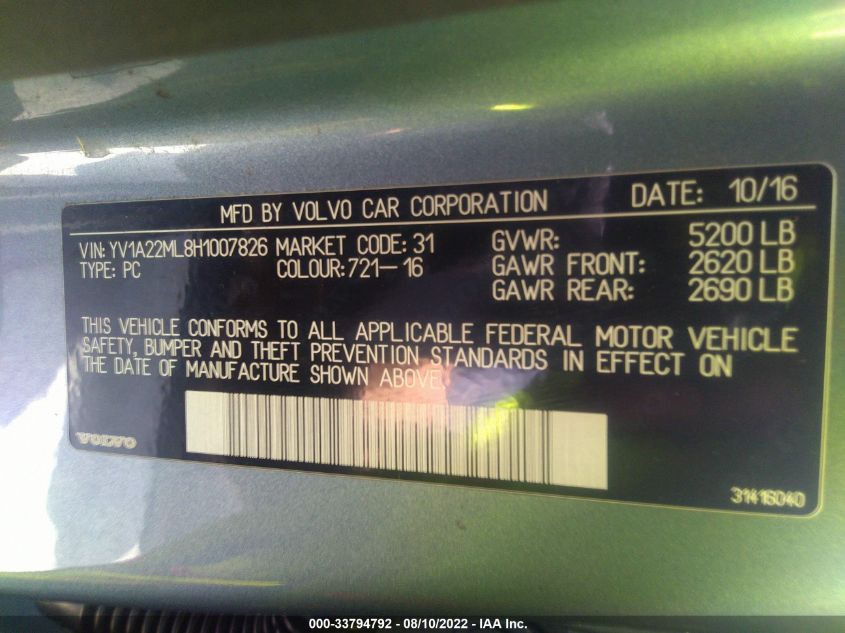 MFD BY VOLVO CAR CORPORATION DATE: 10/16
VIN: YV1A22ML8H1007826 MARKET CODE: 31 GVWR: 5200 LB
TYPE: PC COLOUR:721-16 GAWR FRONT: 2620 LB
GAWR REAR: 2690 LB
THIS VEHICLE CONFORMS TO ALL APPLICABLE FEDERAL MOTOR VEHICLE
SAFETY, BUMPER AND THEFT PREVENTION STANDARDS IN EFFECT ON
THE DATE OF MANUFACTURE SHOWN ABOVE.
VOLVO
31416040
000-33794792 - 08/10/2022 - IAA Inc.